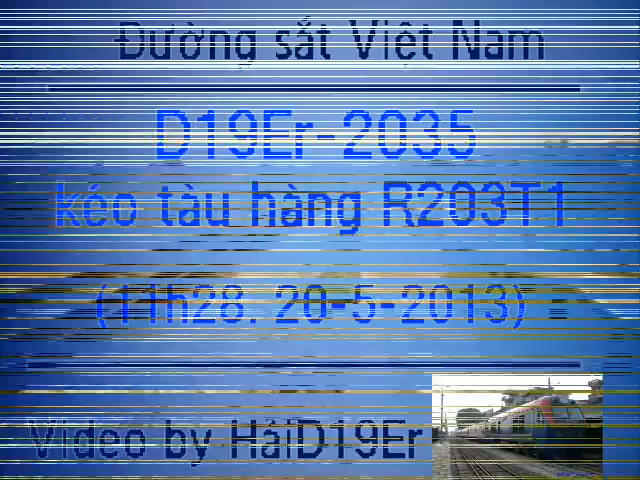 Đường sắt Việt Nam
D19Er-2035
kéo tàu hàng R203T1
(11h28. 20-5-2013)
Video by HảiD19Er